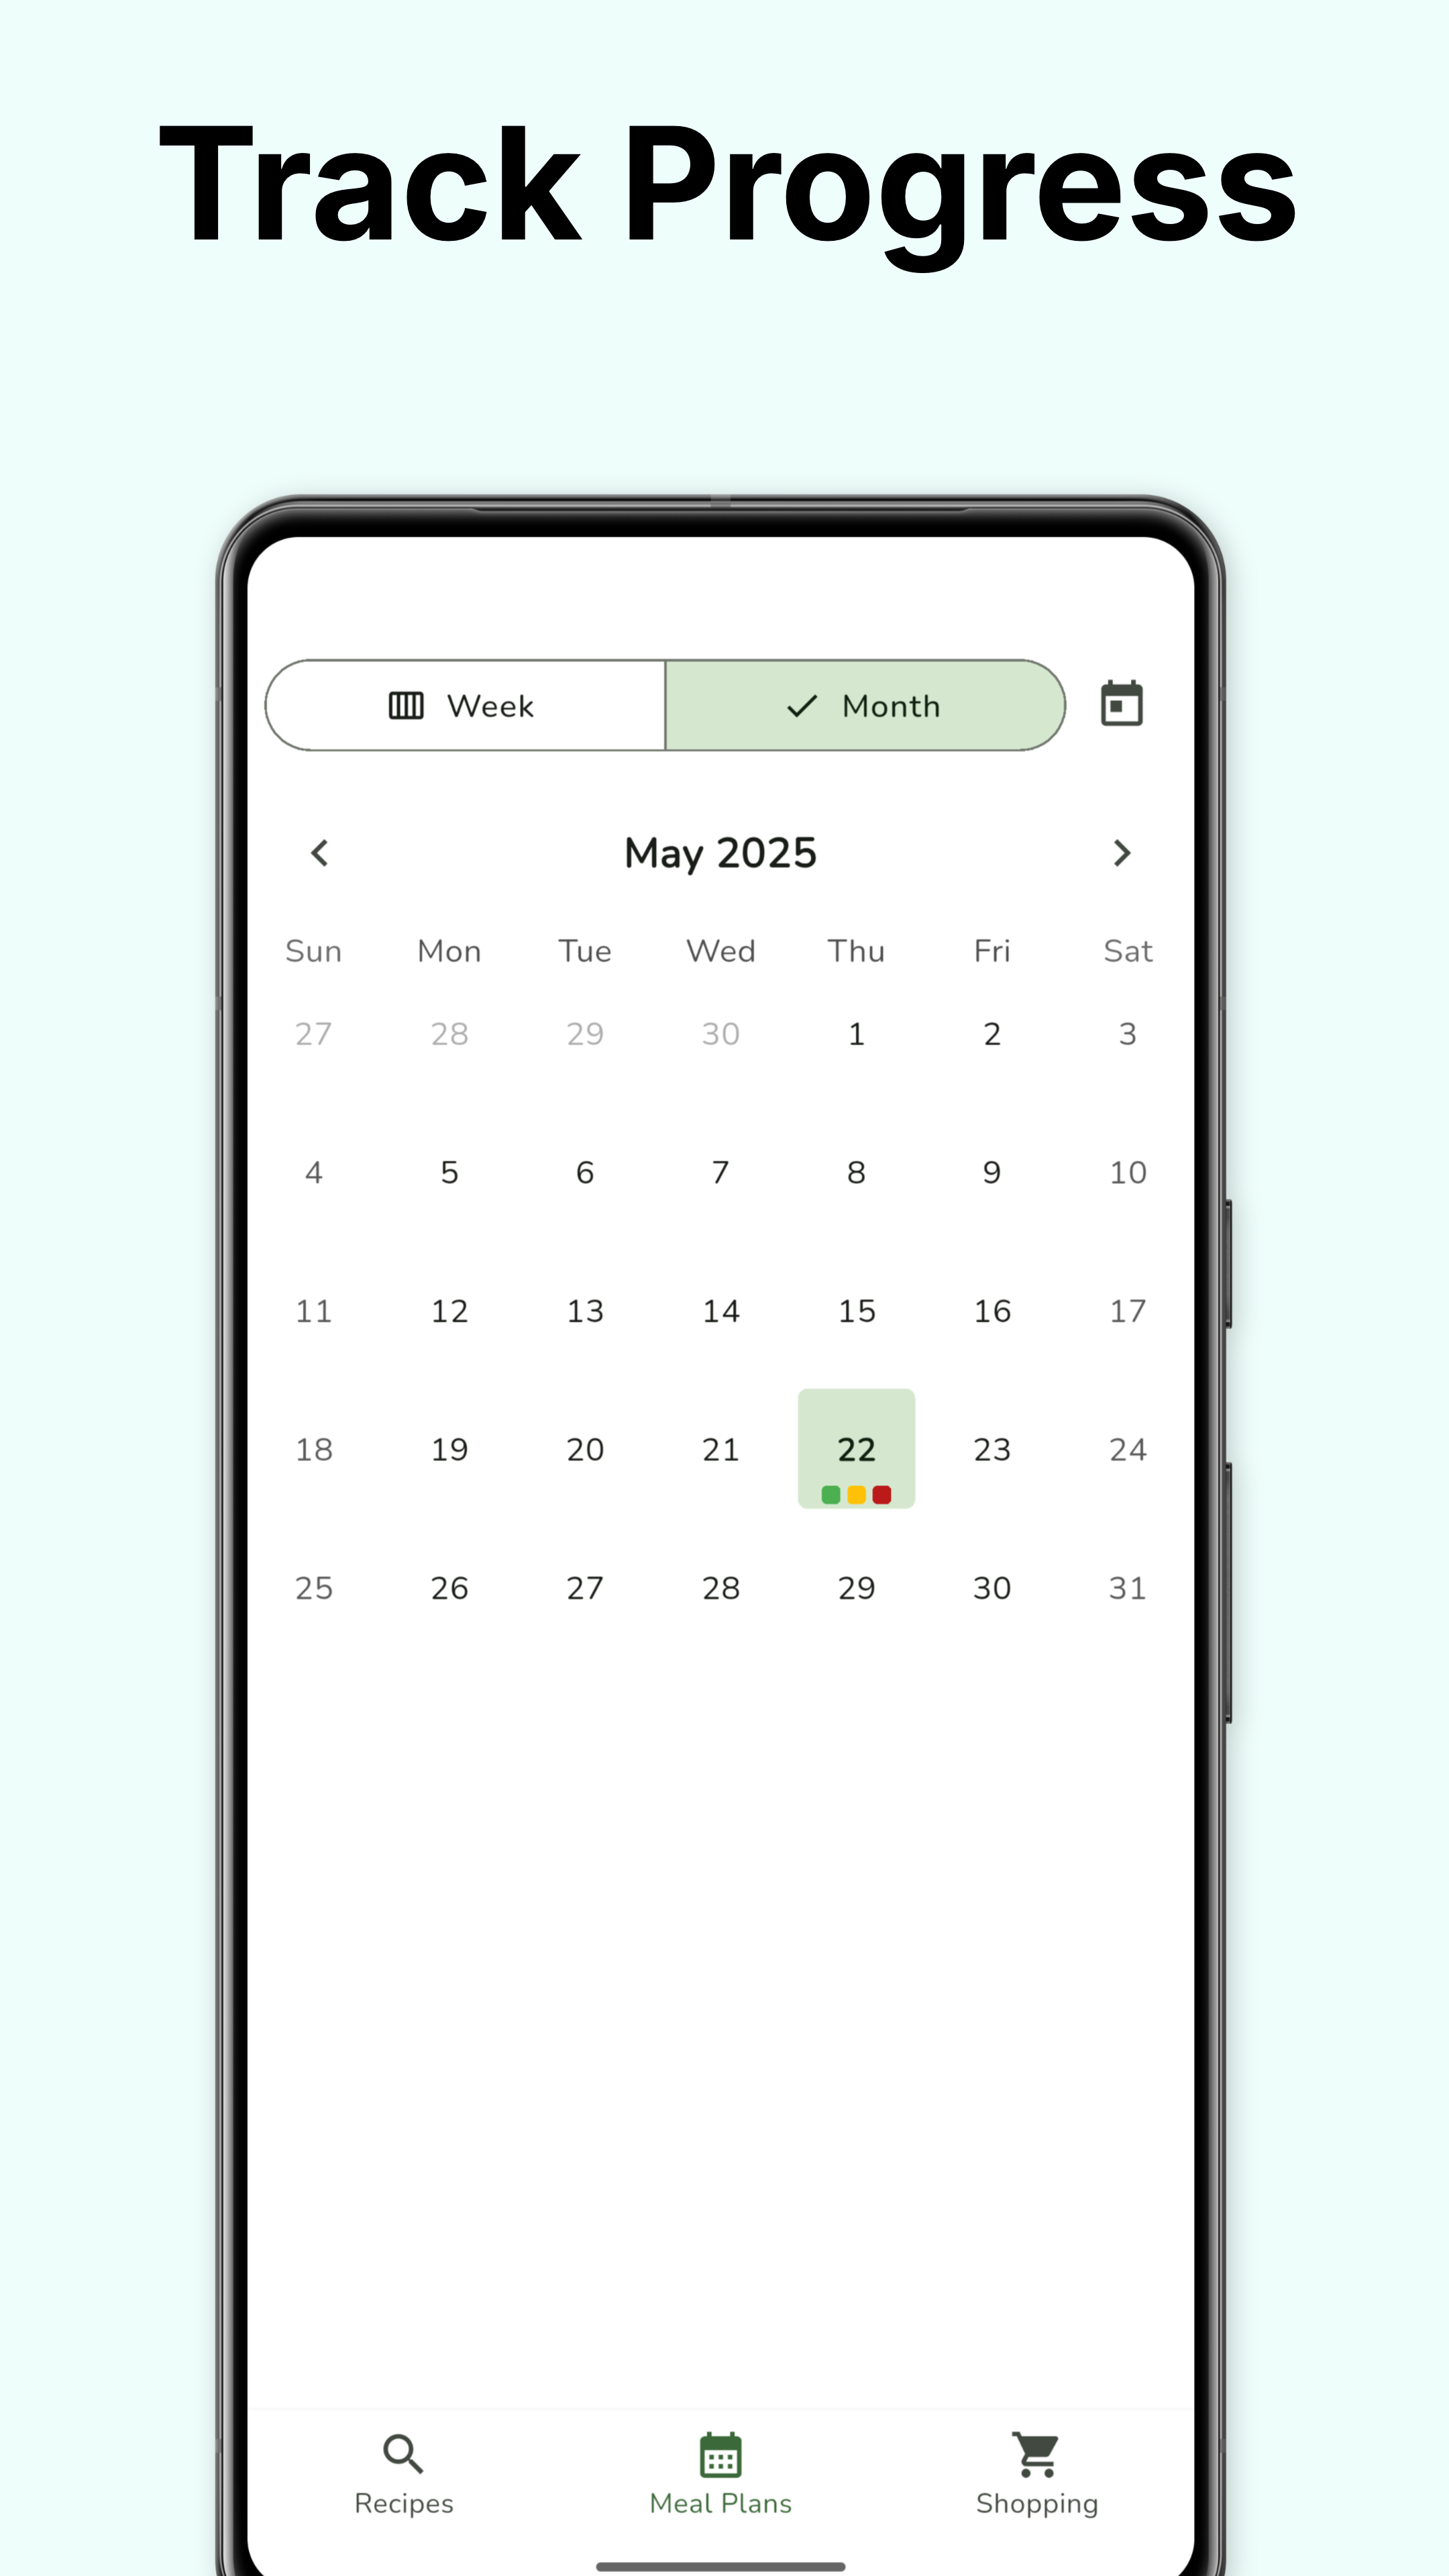 Track Progress
Week Month
May 2025
Sun Mon Tue Wed Thu Fri Sat
27 28 29 30 1 2 3
4 5 6 7 8 9 10
11 12 13 14 15 16 17
18 19 20 21 22 23 24
25 26 27 28 29 30 31
Recipes Meal Plans Shopping